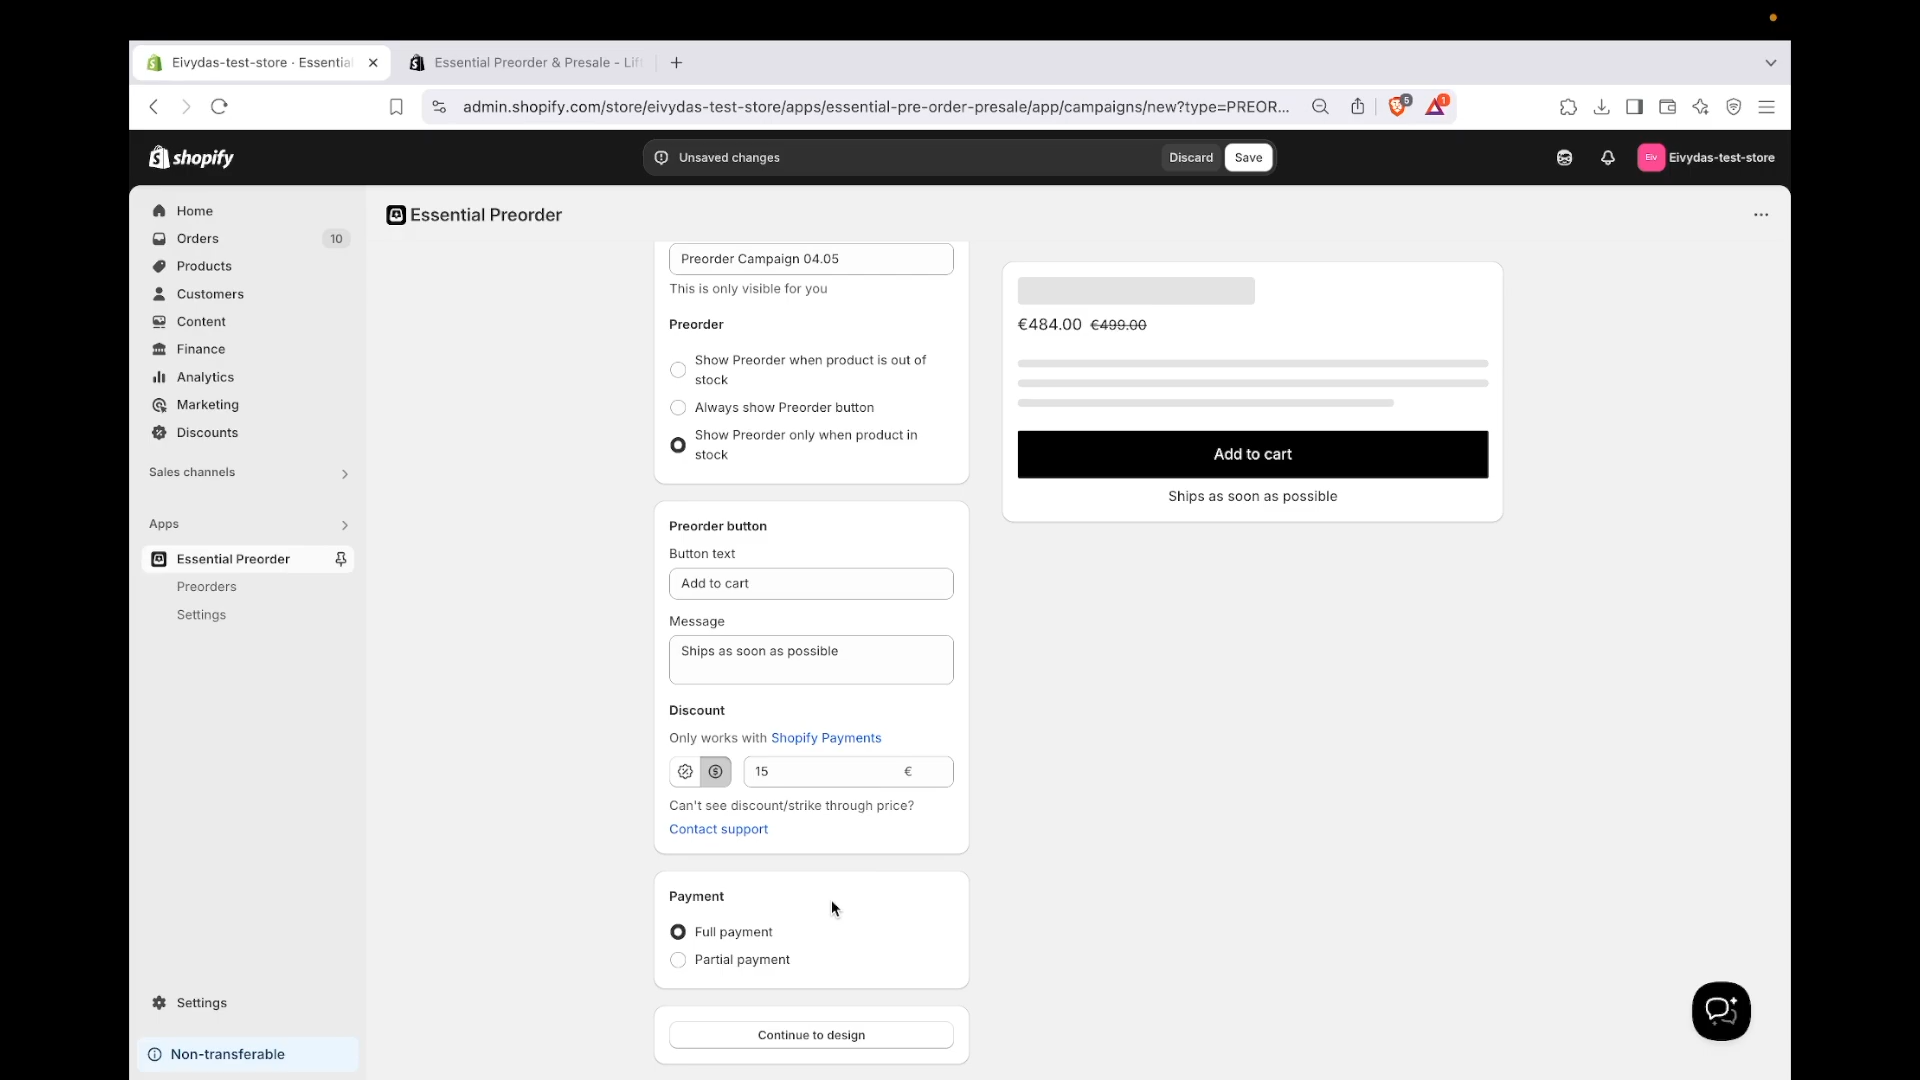 Eivydas-test-store · Essential
Essential Preorder & Presale - Lif
admin.shopify.com/store/eivydas-test-store/apps/essential-pre-order-presale/app/campaigns/new?type=PREOR...
5
1
shopify
Unsaved changes
Discard
Save
Eiv
Eivydas-test-store
Home
Orders
10
Products
Customers
Content
Finance
Analytics
Marketing
Discounts
Sales channels
Apps
Essential Preorder
Preorders
Settings
Settings
Non-transferable
Essential Preorder
Preorder Campaign 04.05
This is only visible for you
Preorder
Show Preorder when product is out of
stock
Always show Preorder button
Show Preorder only when product in
stock
Preorder button
Button text
Add to cart
Message
Ships as soon as possible
Discount
Only works with Shopify Payments
15 €
Can't see discount/strike through price?
Contact support
Payment
Full payment
Partial payment
Continue to design
€484.00 €499.00
Add to cart
Ships as soon as possible